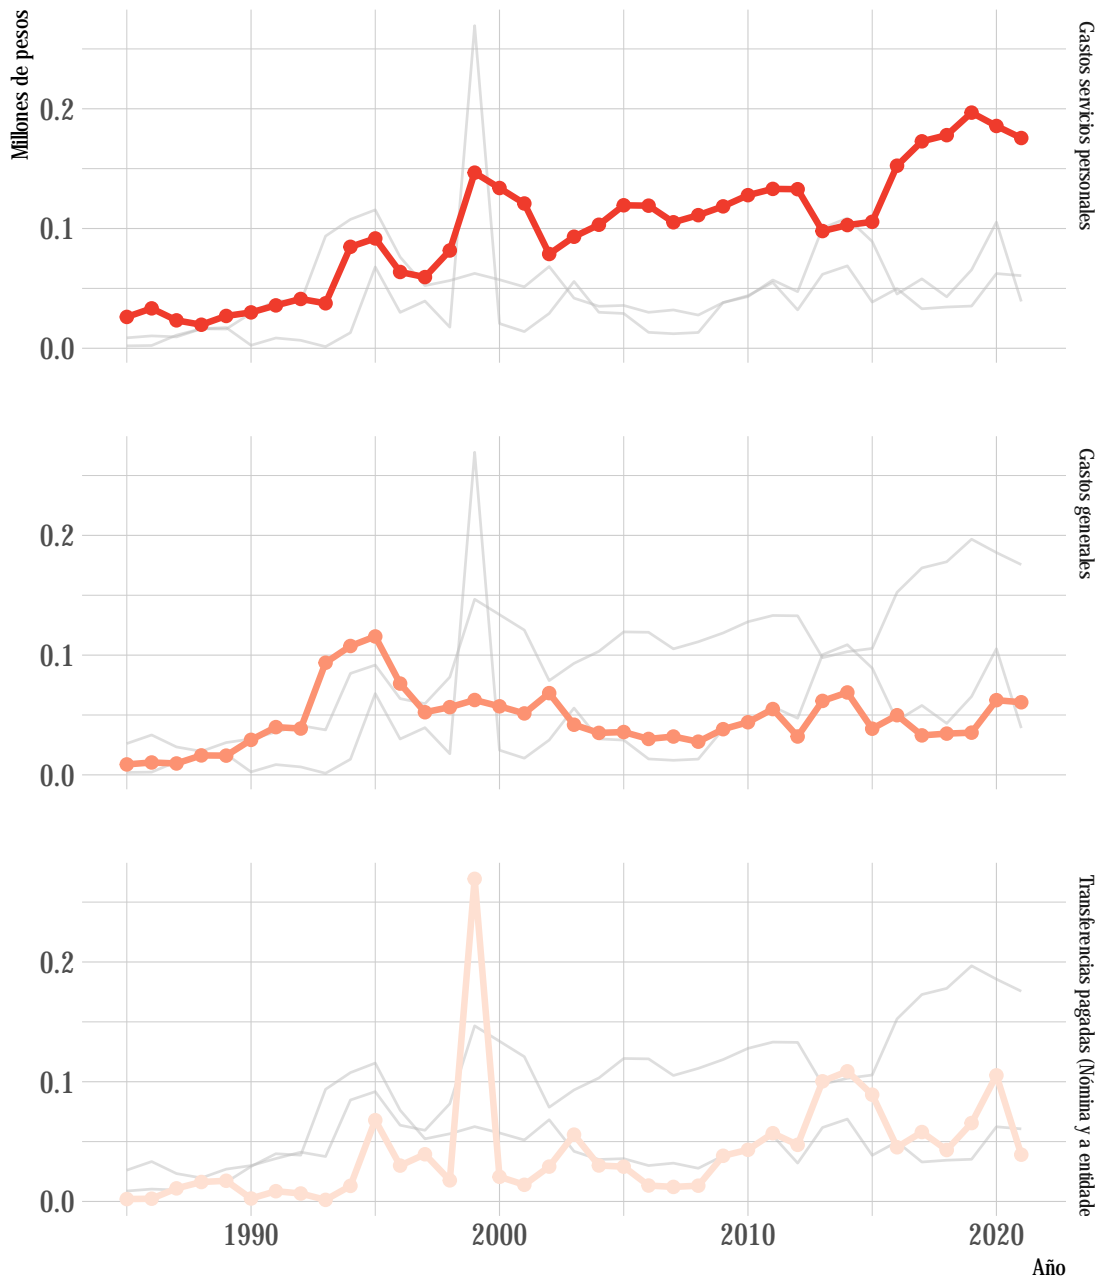 Millones de pesos
0.2
0.1
0.0
Gastos servicios personales
0.2
0.1
0.0
Gastos generales
0.2
0.1
0.0
Transferencias pagadas (Nómina y a entidade
1990 2000 2010 2020
Año